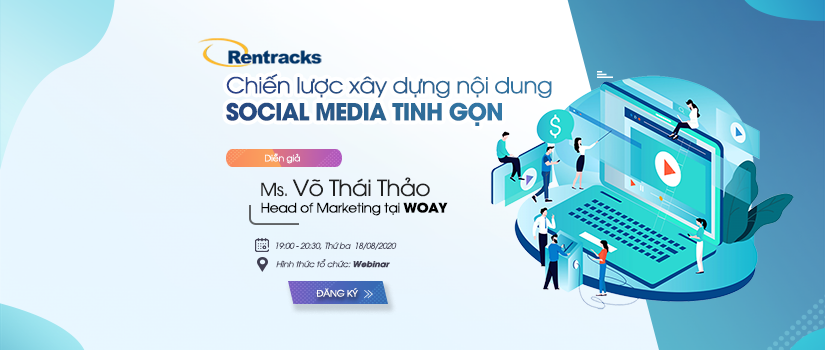 Rentracks
Chiến lược xây dựng nội dung
SOCIAL MEDIA TINH GỌN
Diễn giả
Ms. Võ Thái Thảo
Head of Marketing tại WOAY
19:00 - 20:30, Thứ ba 18/08/2020
Hình thức tổ chức: Webinar
ĐĂNG KÝ >>
$